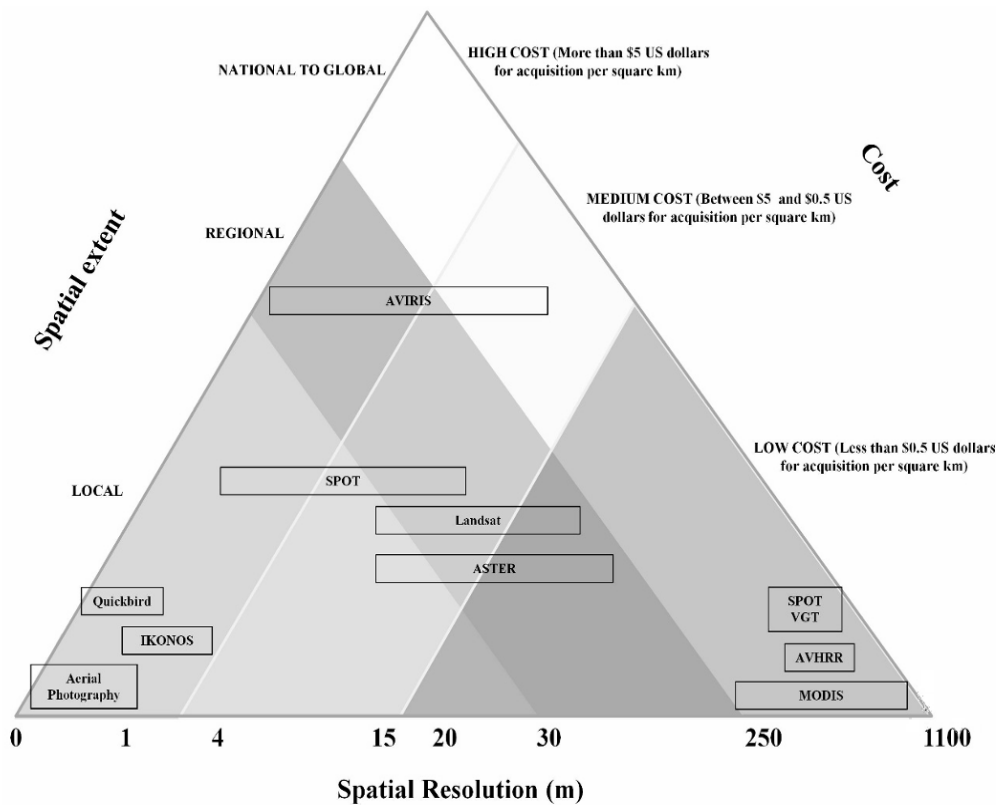 HIGH COST (More than $5 US dollars
for acquisition per square km)
NATIONAL TO GLOBAL
Cost
MEDIUM COST (Between $5 and $0.5 US
dollars for acquisition per square km)
REGIONAL
Spatial extent
AVIRIS
LOW COST (Less than $0.5 US dollars
for acquisition per square km)
SPOT
LOCAL
Landsat
ASTER
Quickbird
SPOT
VGT
IKONOS
AVHRR
Aerial
Photography
MODIS
0 1 4 15 20 30 250 1100
Spatial Resolution (m)